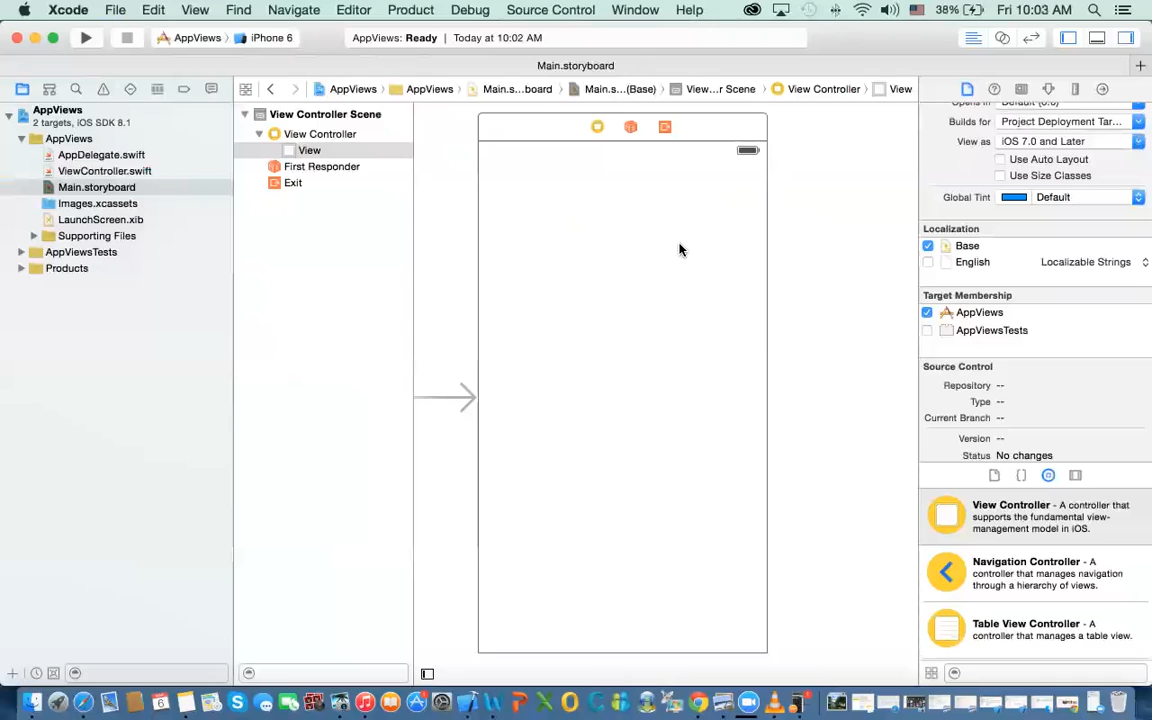 Xcode File Edit View Find Navigate Editor Product Debug Source Control Window Help 38% Fri 10:03 AM
AppViews iPhone 6 AppViews: Ready Today at 10:02 AM
Main.storyboard
AppViews AppViews Main.s...board Main.s...(Base) View...r Scene View Controller View
AppViews
2 targets, iOS SDK 8.1
AppViews
AppDelegate.swift
ViewController.swift
Main.storyboard
Images.xcassets
LaunchScreen.xib
Supporting Files
AppViewsTests
Products
View Controller Scene
View Controller
View
First Responder
Exit
Builds for Project Deployment Tar...
View as iOS 7.0 and Later
Use Auto Layout
Use Size Classes
Global Tint Default
Localization
Base
English Localizable Strings
Target Membership
AppViews
AppViewsTests
Source Control
Repository --
Type --
Current Branch --
Version --
Status No changes
View Controller - A
controller that
supports the fundamental view-
management model in iOS.
Navigation Controller - A
controller that manages navigation
through a hierarchy of views.
Table View Controller - A
controller that manages a table view.